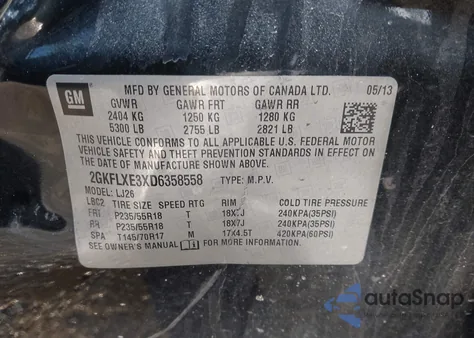 GM
MFD BY GENERAL MOTORS OF CANADA LTD. 05/13
GVWR GAWR FRT GAWR RR
2404 KG 1250 KG 1280 KG
5300 LB 2755 LB 2821 LB
THIS VEHICLE CONFORMS TO ALL APPLICABLE U.S. FEDERAL MOTOR
VEHICLE SAFETY, BUMPER, AND THEFT PREVENTION STANDARDS IN
EFFECT ON THE DATE OF MANUFACTURE SHOWN ABOVE.
2GKFLXE3XD6358558 TYPE: M.P.V.
MODEL: LJ26
LBC2 TIRE SIZE SPEED RTG RIM COLD TIRE PRESSURE
FRT P235/55R18 T 18X7J 240KPA(35PSI)
RR P235/55R18 T 18X7J 240KPA(35PSI)
SPA T145/70R17 M 17X4.5T 420KPA(60PSI)
SEE OWNER'S MANUAL FOR MORE INFORMATION.
autoSnap